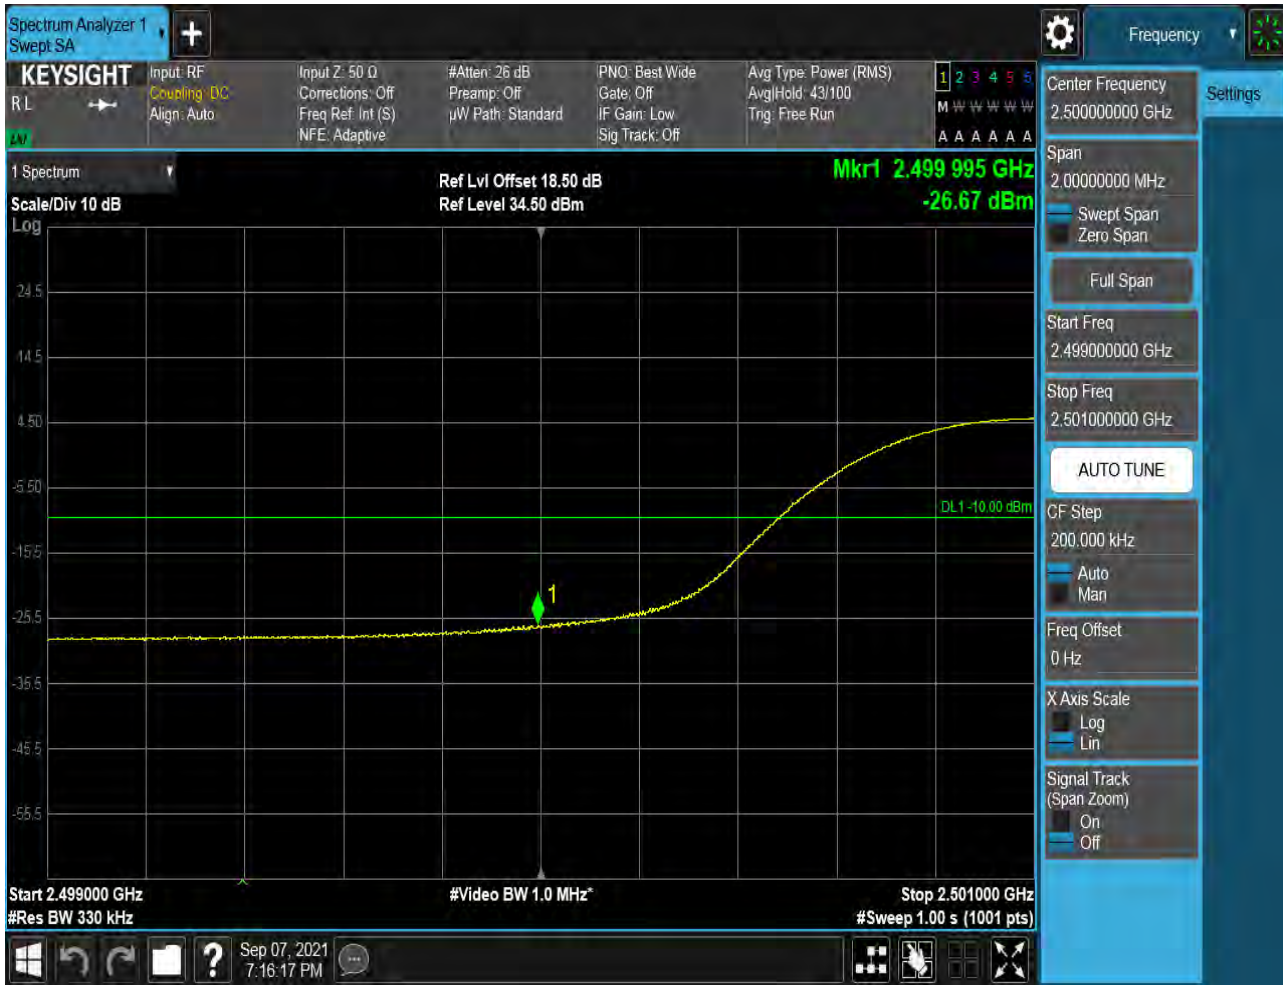 Spectrum Analyzer 1
Swept SA
Frequency
KEYSIGHT
R L
LNI
Input: RF
Coupling: DC
Align: Auto
Input Z: 50 Ω
Corrections: Off
Freq Ref: Int (S)
NFE: Adaptive
#Atten: 26 dB
Preamp: Off
µW Path: Standard
PNO: Best Wide
Gate: Off
IF Gain: Low
Sig Track: Off
Avg Type: Power (RMS)
Avg|Hold: 43/100
Trig: Free Run
1 2 3 4 5 6
M W W W W W
A A A A A A
1 Spectrum
Scale/Div 10 dB
Log
Ref Lvl Offset 18.50 dB
Ref Level 34.50 dBm
Mkr1 2.499 995 GHz
-26.67 dBm
24.5
14.5
4.50
-5.50
-15.5
-25.5
-35.5
-45.5
-55.5
DL1 -10.00 dBm
1
Start 2.499000 GHz
#Res BW 330 kHz
#Video BW 1.0 MHz*
Stop 2.501000 GHz
#Sweep 1.00 s (1001 pts)
Center Frequency
2.500000000 GHz
Settings
Span
2.00000000 MHz
Swept Span
Zero Span
Full Span
Start Freq
2.499000000 GHz
Stop Freq
2.501000000 GHz
AUTO TUNE
CF Step
200.000 kHz
Auto
Man
Freq Offset
0 Hz
X Axis Scale
Log
Lin
Signal Track
(Span Zoom)
On
Off
?
Sep 07, 2021
7:16:17 PM